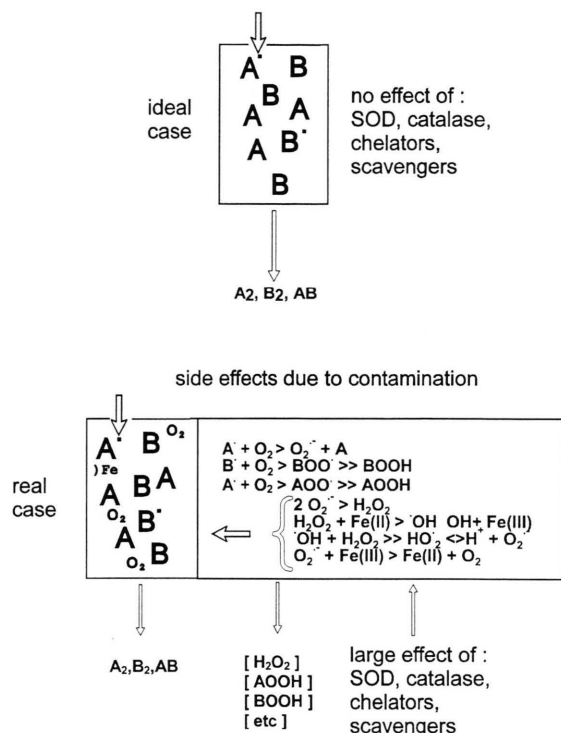 ideal
case
A· B
B
A A
A B·
B
no effect of :
SOD, catalase,
chelators,
scavengers
A₂, B₂, AB
side effects due to contamination
real
case
A· B O₂
) Fe
A B A
O₂ B·
A
O₂ B
A· + O₂ > O₂·⁻ + A
B· + O₂ > BOO· >> BOOH
A· + O₂ > AOO· >> AOOH
2 O₂·⁻ > H₂O₂
H₂O₂ + Fe(II) > ·OH OH+ Fe(III)
·OH + H₂O₂ >> HO·₂ <> H⁺ + O₂·
O₂·⁻ + Fe(III) > Fe(II) + O₂
A₂,B₂,AB
[ H₂O₂ ]
[ AOOH ]
[ BOOH ]
[ etc ]
large effect of :
SOD, catalase,
chelators,
scavengers